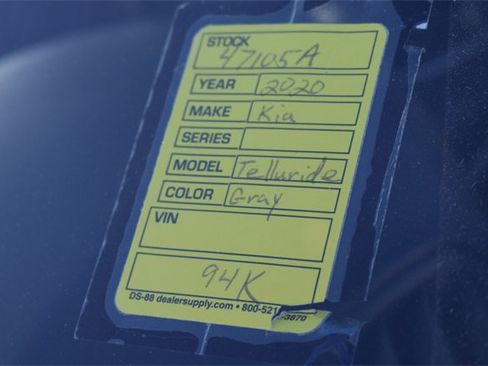 STOCK
47105A
YEAR 2020
MAKE Kia
SERIES
MODEL Telluride
COLOR Gray
VIN
94K
DS-88 dealersupply.com • 800-521-3870